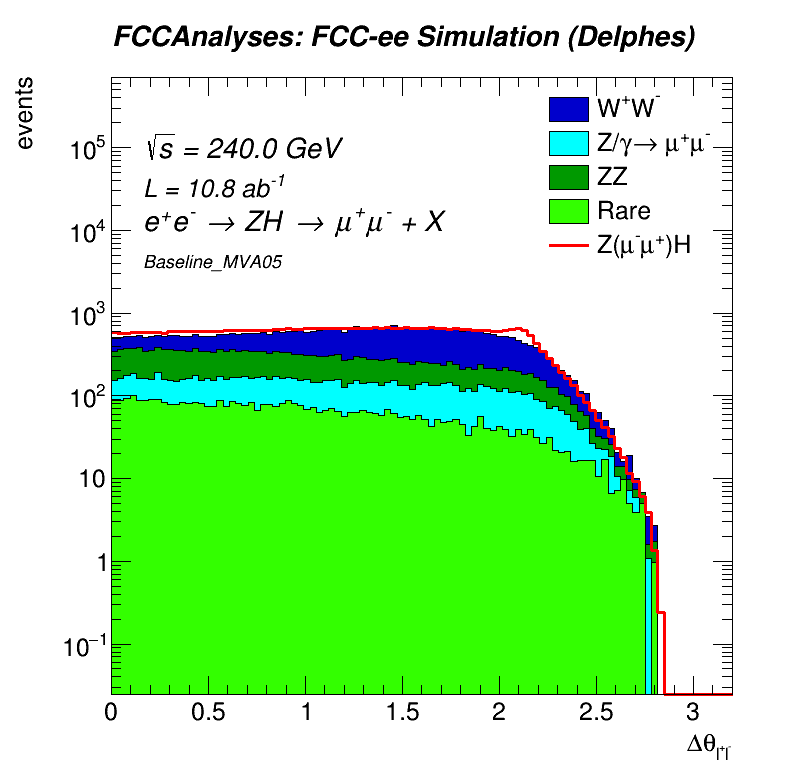 FCCAnalyses: FCC-ee Simulation (Delphes)
events
√s = 240.0 GeV
L = 10.8 ab⁻¹
e⁺e⁻ → ZH → μ⁺μ⁻ + X
Baseline_MVA05
W⁺W⁻
Z/γ→ μ⁺μ⁻
ZZ
Rare
Z(μ⁻μ⁺)H
10⁵
10⁴
10³
10²
10
1
10⁻¹
0 0.5 1 1.5 2 2.5 3
Δθ_{l⁺l⁻}